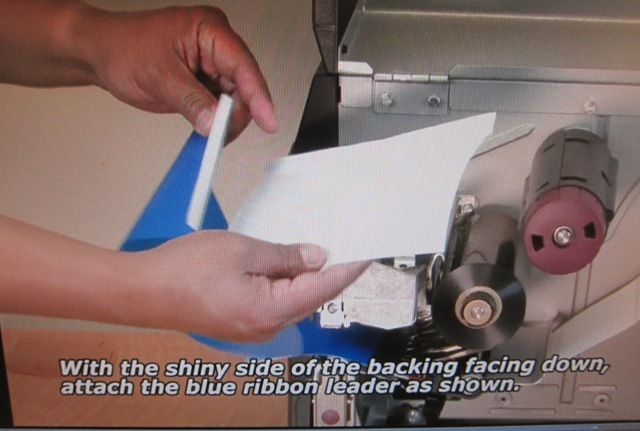 With the shiny side of the backing facing down,
attach the blue ribbon leader as shown.